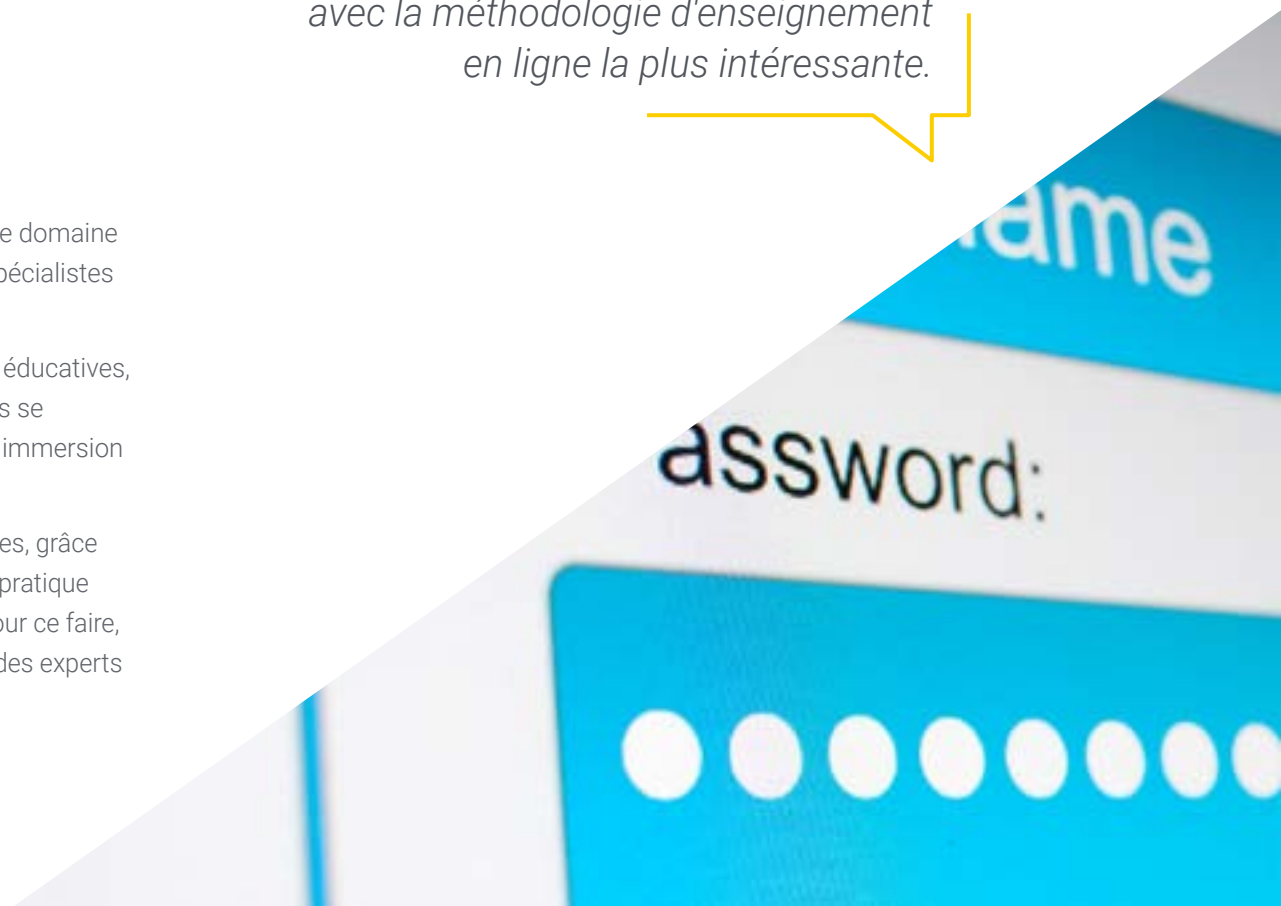 avec la méthodologie d'enseignement
en ligne la plus intéressante.
e domaine
pécialistes
éducatives,
s se
immersion
es, grâce
pratique
our ce faire,
des experts
ame
assword: